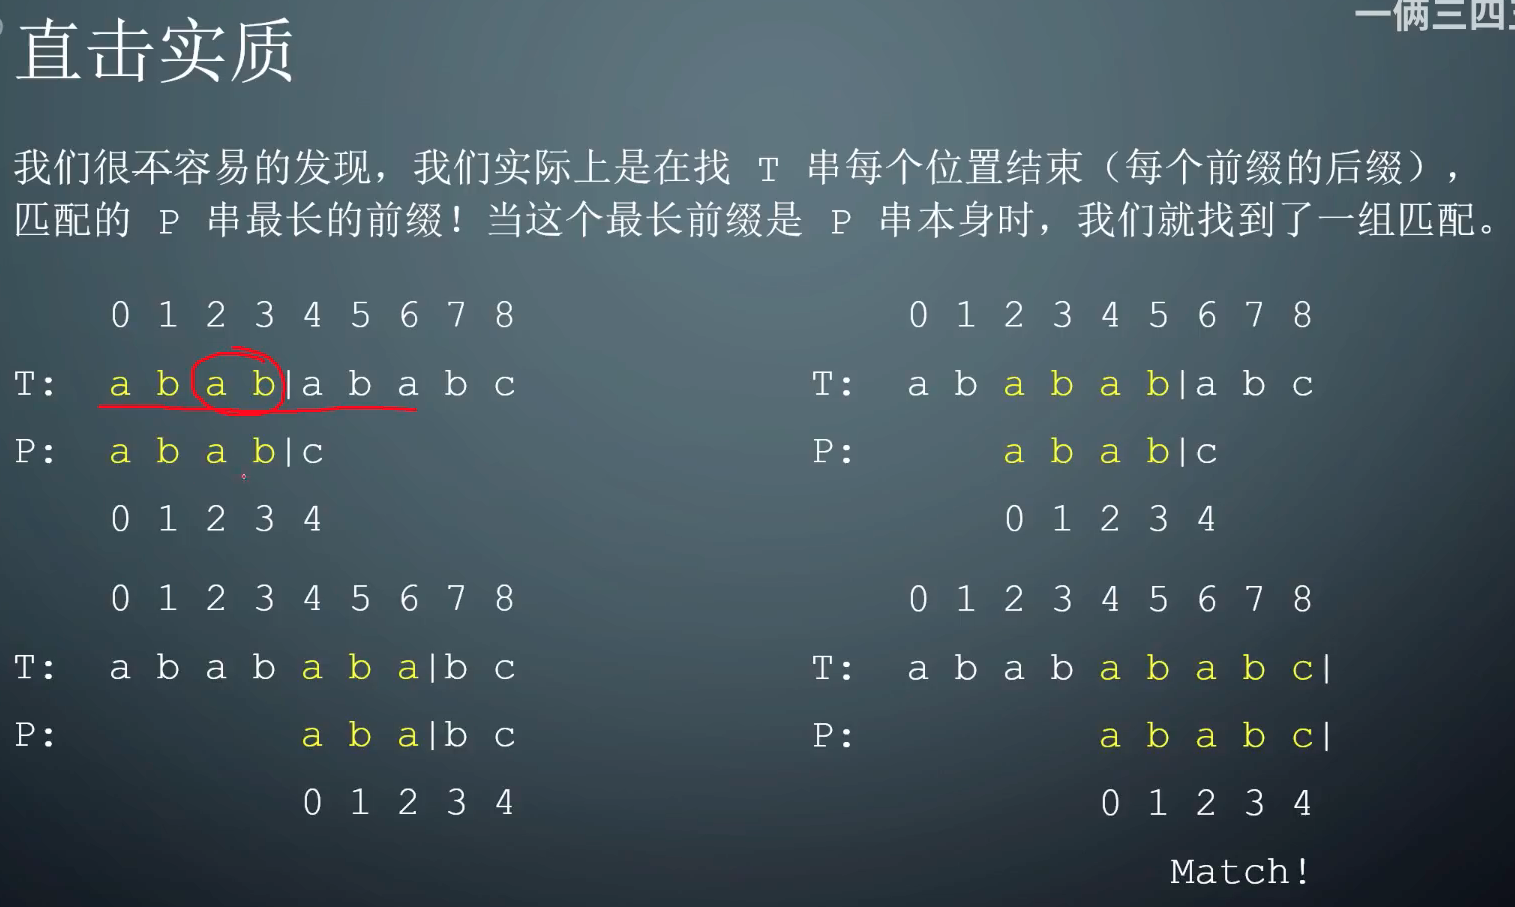 一俩三四
直击实质
我们很不容易的发现，我们实际上是在找 T 串每个位置结束（每个前缀的后缀），
匹配的 P 串最长的前缀！当这个最长前缀是 P 串本身时，我们就找到了一组匹配。
0 1 2 3 4 5 6 7 8
T: a b a b|a b a b c
P: a b a b|c
0 1 2 3 4
0 1 2 3 4 5 6 7 8
T: a b a b a b|a b c
P: a b a b|c
0 1 2 3 4
0 1 2 3 4 5 6 7 8
T: a b a b a b a|b c
P: a b a|b c
0 1 2 3 4
0 1 2 3 4 5 6 7 8
T: a b a b a b a b c|
P: a b a b c|
0 1 2 3 4
Match!